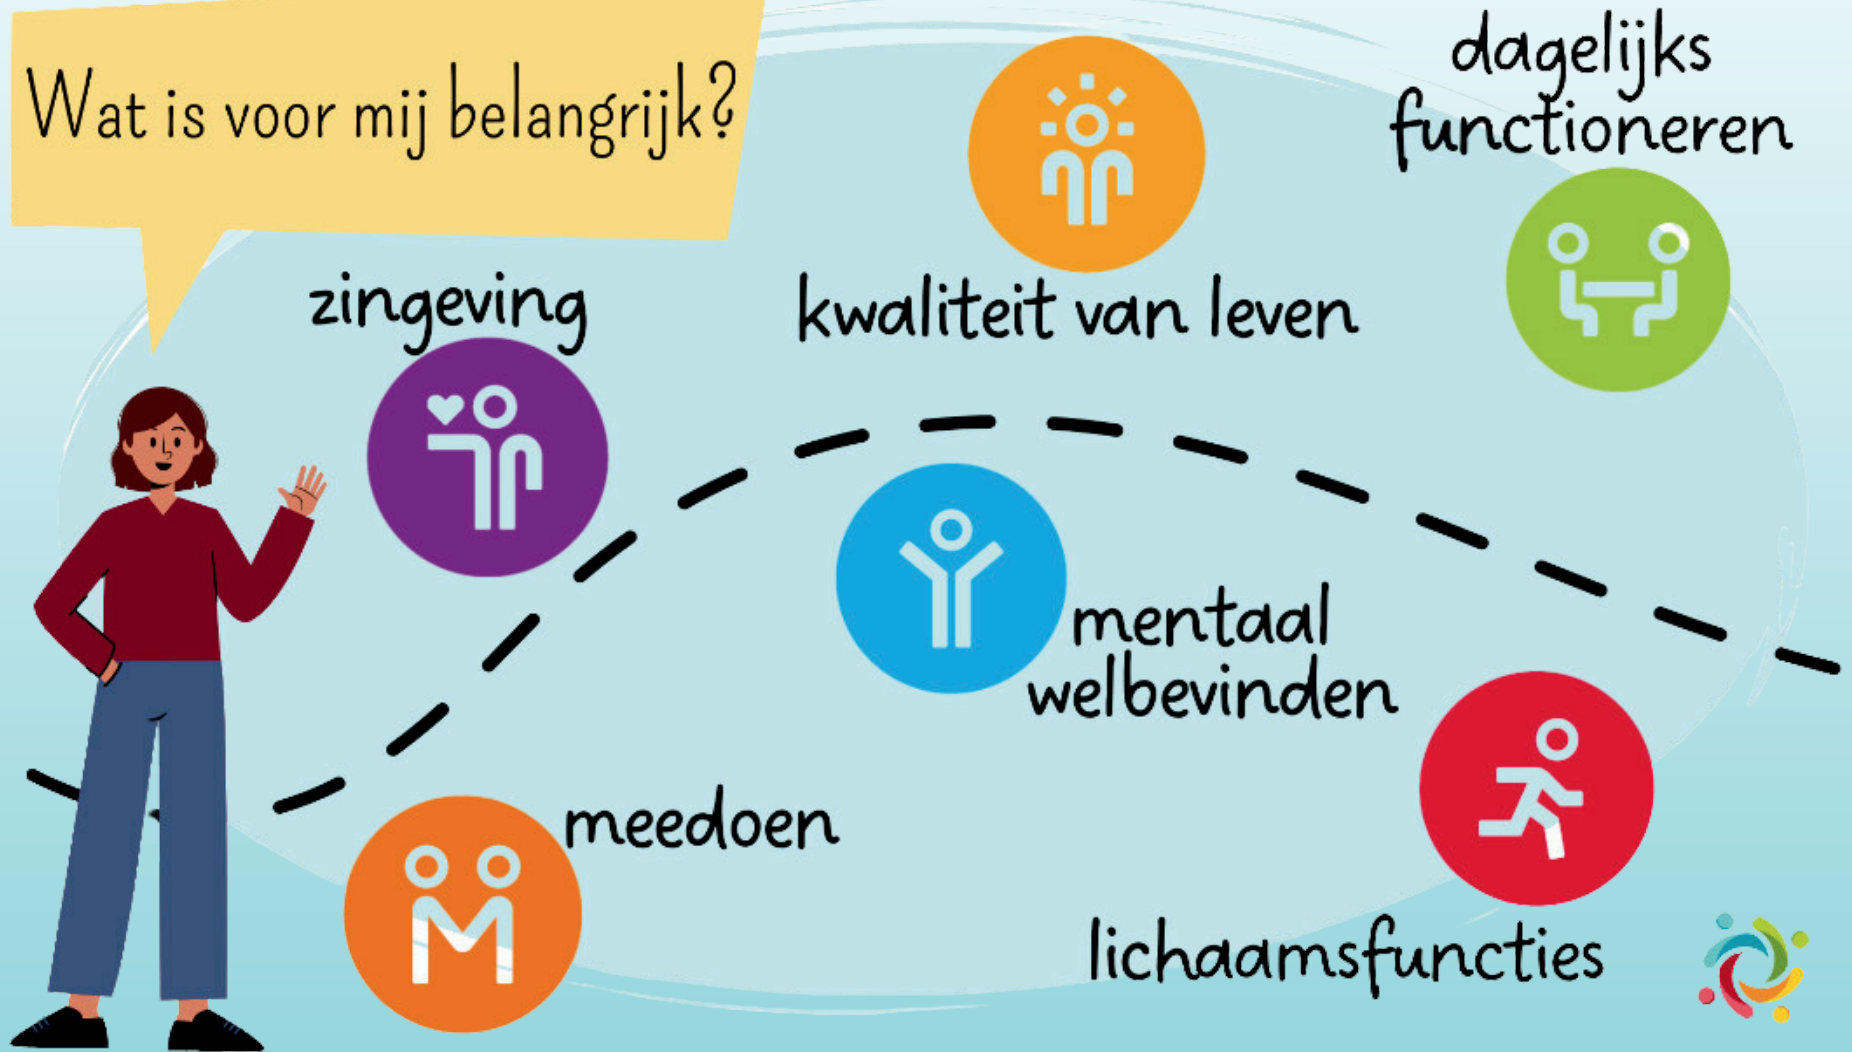 Wat is voor mij belangrijk?
zingeving
kwaliteit van leven
dagelijks
functioneren
mentaal
welbevinden
meedoen
lichaamsfuncties